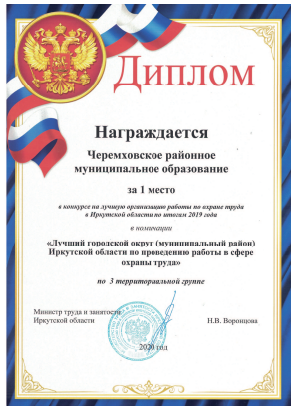 Диплом
Награждается
Черемховское районное
муниципальное образование
за 1 место
в конкурсе на лучшую организацию работы по охране труда
в Иркутской области по итогам 2019 года
в номинации
«Лучший городской округ (муниципальный район)
Иркутской области по проведению работы в сфере
охраны труда»
по 3 территориальной группе
Министр труда и занятости
Иркутской области
Н.В. Воронцова
2020 год